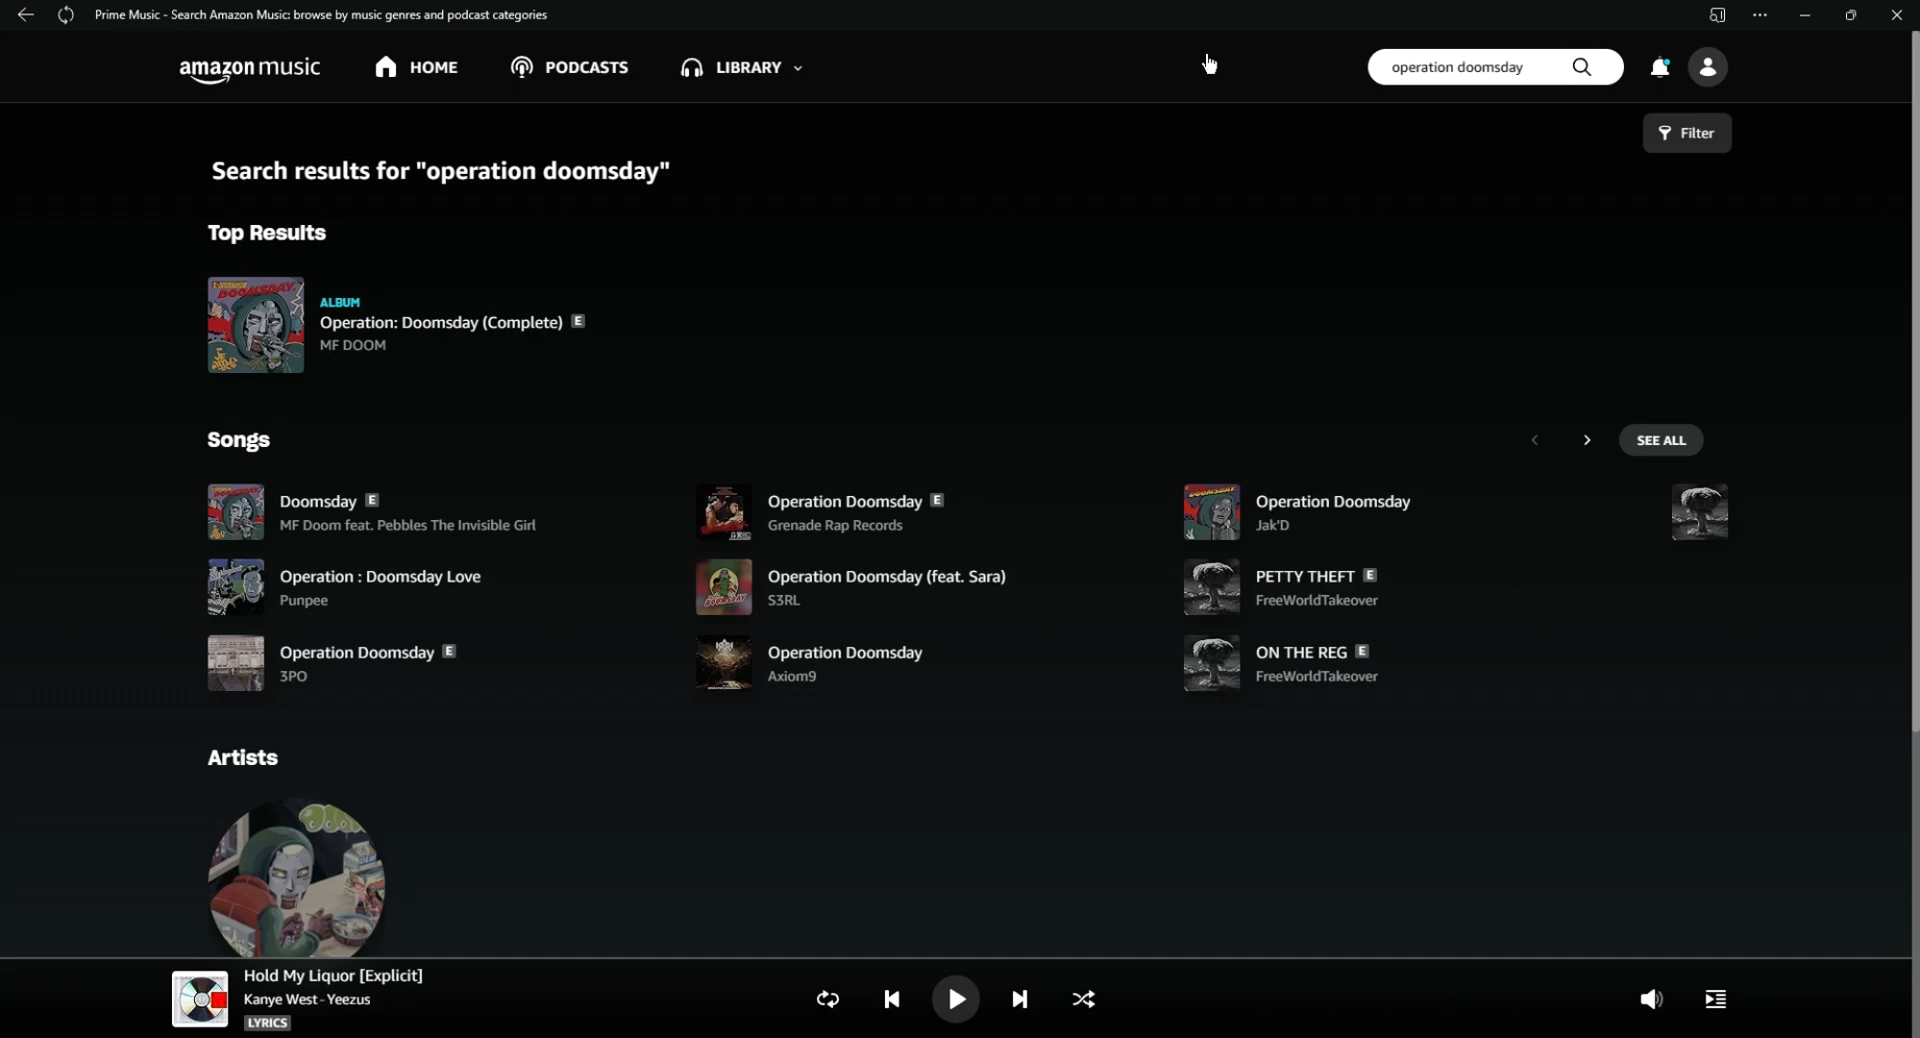 Prime Music - Search Amazon Music: browse by music genres and podcast categories
amazon music
HOME
PODCASTS
LIBRARY
operation doomsday
Filter
Search results for "operation doomsday"
Top Results
DOOMSDAY.
ALBUM
Operation: Doomsday (Complete) E
MF DOOM
Songs
SEE ALL
Doomsday E
MF Doom feat. Pebbles The Invisible Girl
Operation Doomsday E
Grenade Rap Records
Operation Doomsday
Jak'D
Operation : Doomsday Love
Punpee
Operation Doomsday (feat. Sara)
S3RL
PETTY THEFT E
FreeWorldTakeover
Operation Doomsday E
3PO
Operation Doomsday
Axiom9
ON THE REG E
FreeWorldTakeover
Artists
Hold My Liquor [Explicit]
Kanye West - Yeezus
LYRICS